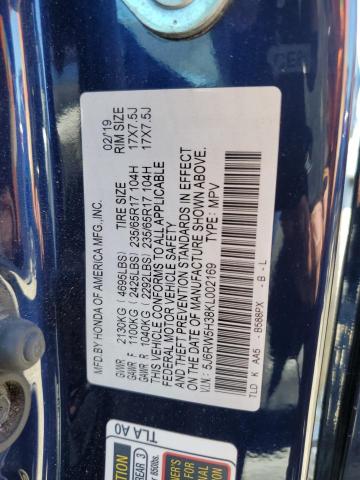 MFD. BY HONDA OF AMERICA MFG.,INC. 02/19
TIRE SIZE RIM SIZE
GVWR 2130KG (4695LBS)
GAWR F 1100KG (2425LBS) 235/65R17 104H 17X7.5J
GAWR R 1040KG (2292LBS) 235/65R17 104H 17X7.5J
THIS VEHICLE CONFORMS TO ALL APPLICABLE
FEDERAL MOTOR VEHICLE SAFETY
AND THEFT PREVENTION STANDARDS IN EFFECT
ON THE DATE OF MANUFACTURE SHOWN ABOVE.
V.I.N: 5J6RW5H38KL002169 TYPE: MPV
TLD K AA5 - B588PX - B - L
TLA A0